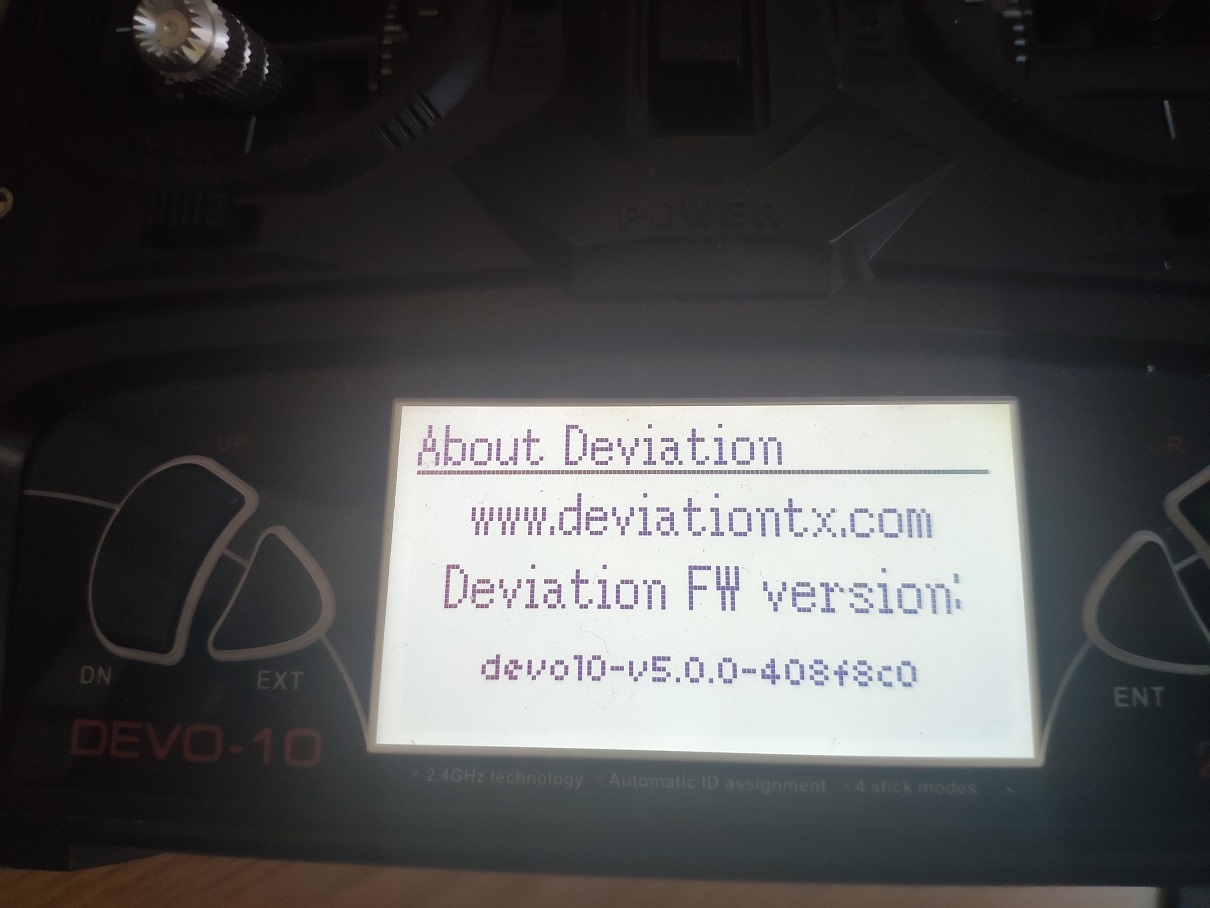 POWER
About Deviation
UP
R
www.deviationtx.com
Deviation FW version:
devo10-v5.0.0-408f8c0
DN
EXT
ENT
DEVO-10
• 2.4GHz technology • Automatic ID assignment • 4 stick modes